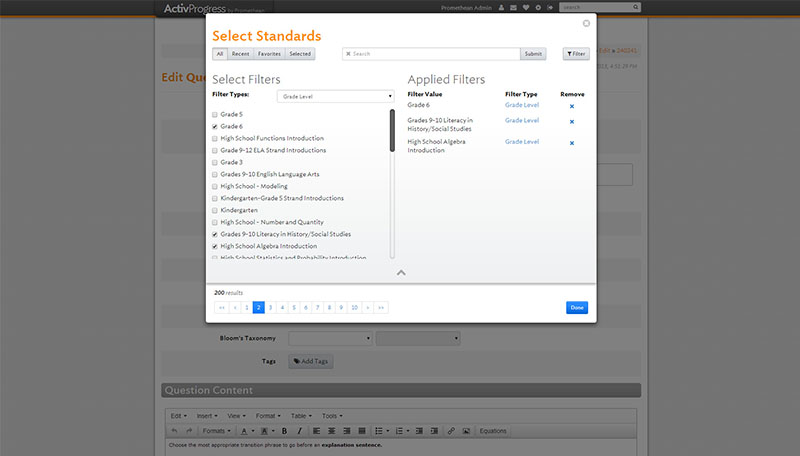 ActivProgress by Promethean
Promethean Admin
Search
Select Standards
All Recent Favorites Selected
Search Submit Filter
Edit 240241
4:51:29 PM
Edit Que
Select Filters
Applied Filters
Filter Types: Grade Level
Filter Value Filter Type Remove
Grade 6 Grade Level
Grades 9-10 Literacy in History/Social Studies Grade Level
High School Algebra Introduction Grade Level
Grade 5
Grade 6
High School Functions Introduction
Grade 9-12 ELA Strand Introductions
Grade 3
Grades 9-10 English Language Arts
High School - Modeling
Kindergarten-Grade 5 Strand Introductions
Kindergarten
High School - Number and Quantity
Grades 9-10 Literacy in History/Social Studies
High School Algebra Introduction
High School Statistics and Probability Introduction
200 results
<< < 1 2 3 4 5 6 7 8 9 10 > >>
Done
Bloom's Taxonomy
Tags Add Tags
Question Content
Edit Insert View Format Table Tools
Formats A A B I Equations
Choose the most appropriate transition phrase to go before an explanation sentence.